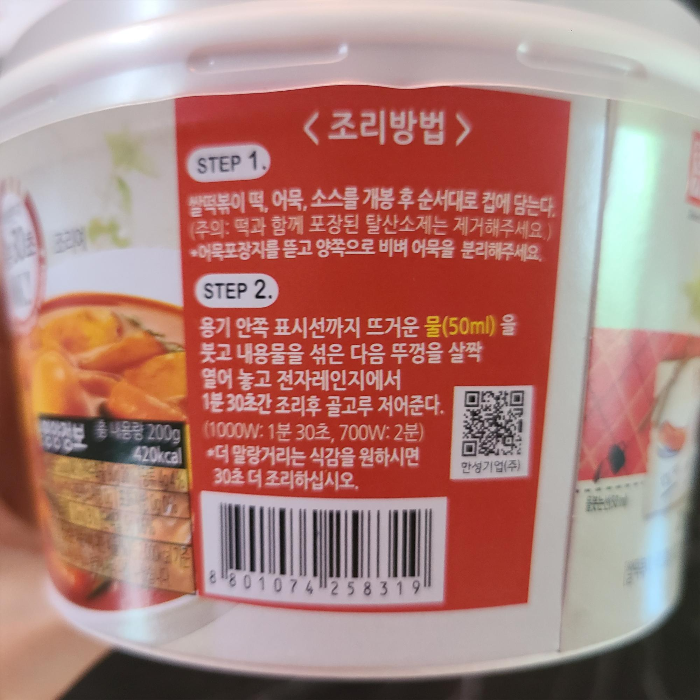 < 조리방법 >
STEP 1.
쌀떡볶이 떡, 어묵, 소스를 개봉 후 순서대로 컵에 담는다.
(주의: 떡과 함께 포장된 탈산소제는 제거해주세요.)
*어묵포장지를 뜯고 양쪽으로 비벼 어묵을 분리해주세요.
STEP 2.
용기 안쪽 표시선까지 뜨거운 물(50ml) 을
붓고 내용물을 섞은 다음 뚜껑을 살짝
열어 놓고 전자레인지에서
1분 30초간 조리후 골고루 저어준다.
(1000W: 1분 30초, 700W: 2분)
*더 말랑거리는 식감을 원하시면
30초 더 조리하십시오.
만성기업(주)
8 801074 258319
조리예
영양정보 총 내용량 200g
420kcal